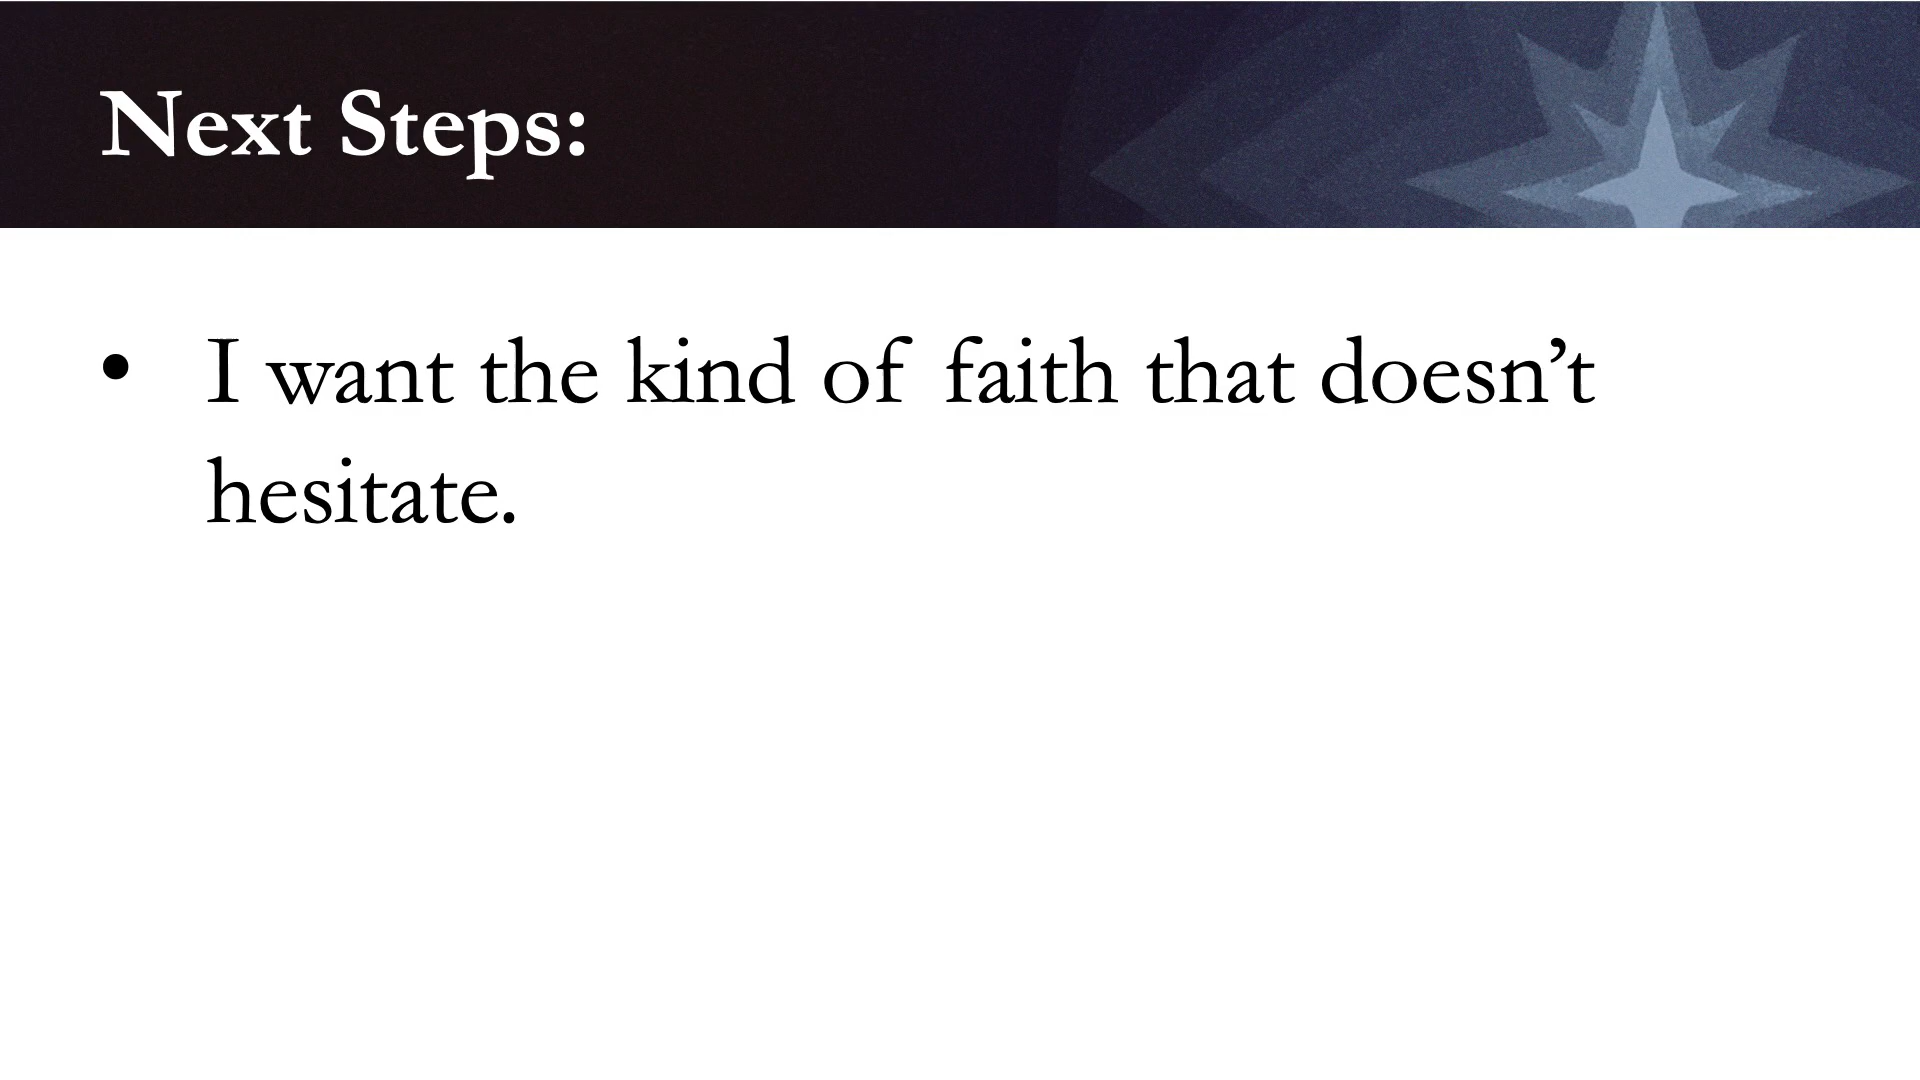 Next Steps:
• I want the kind of faith that doesn’t
hesitate.